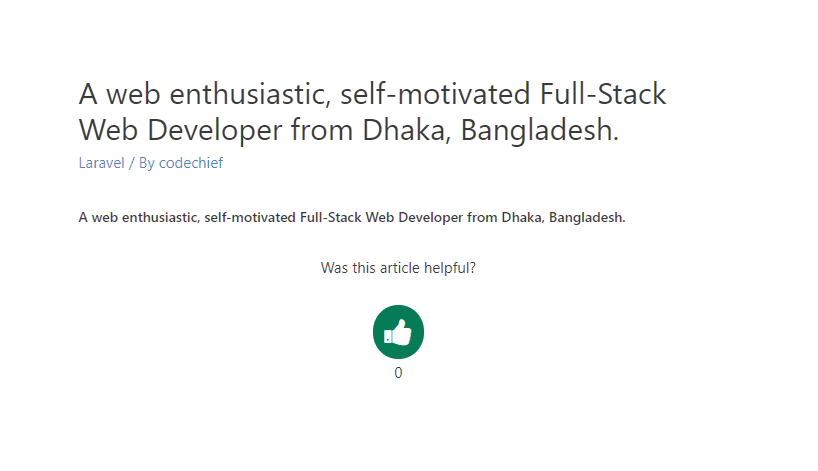 A web enthusiastic, self-motivated Full-Stack
Web Developer from Dhaka, Bangladesh.
Laravel / By codechief
A web enthusiastic, self-motivated Full-Stack Web Developer from Dhaka, Bangladesh.
Was this article helpful?
0